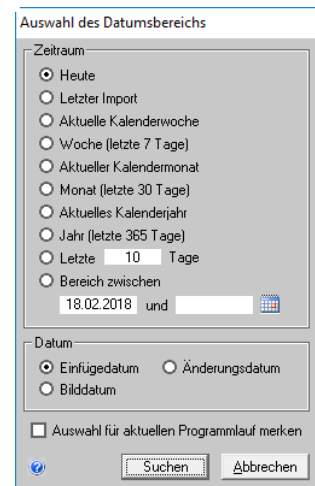 Auswahl des Datumsbereichs
Zeitraum
Heute
Letzter Import
Aktuelle Kalenderwoche
Woche (letzte 7 Tage)
Aktueller Kalendermonat
Monat (letzte 30 Tage)
Aktuelles Kalenderjahr
Jahr (letzte 365 Tage)
Letzte 10 Tage
Bereich zwischen
18.02.2018 und
Datum
Einfügedatum Änderungsdatum
Bilddatum
Auswahl für aktuellen Programmlauf merken
? Suchen Abbrechen